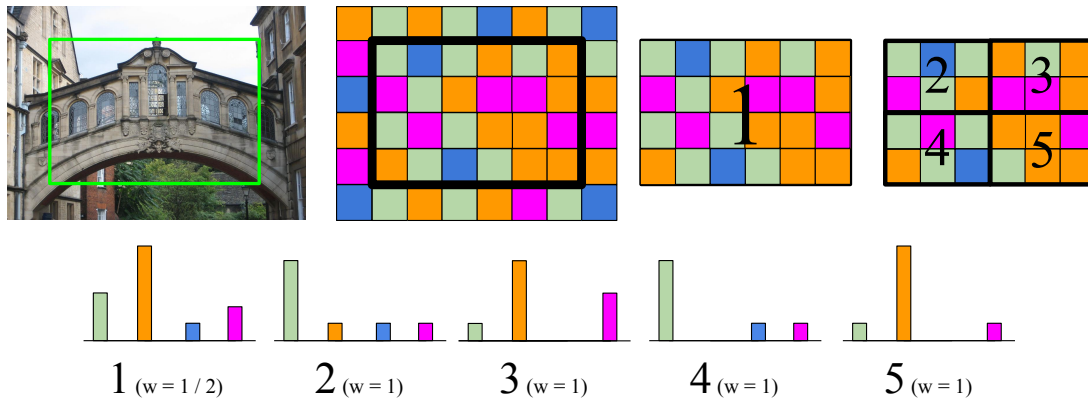 1
2
3
4
5
1 (w = 1 / 2)
2 (w = 1)
3 (w = 1)
4 (w = 1)
5 (w = 1)